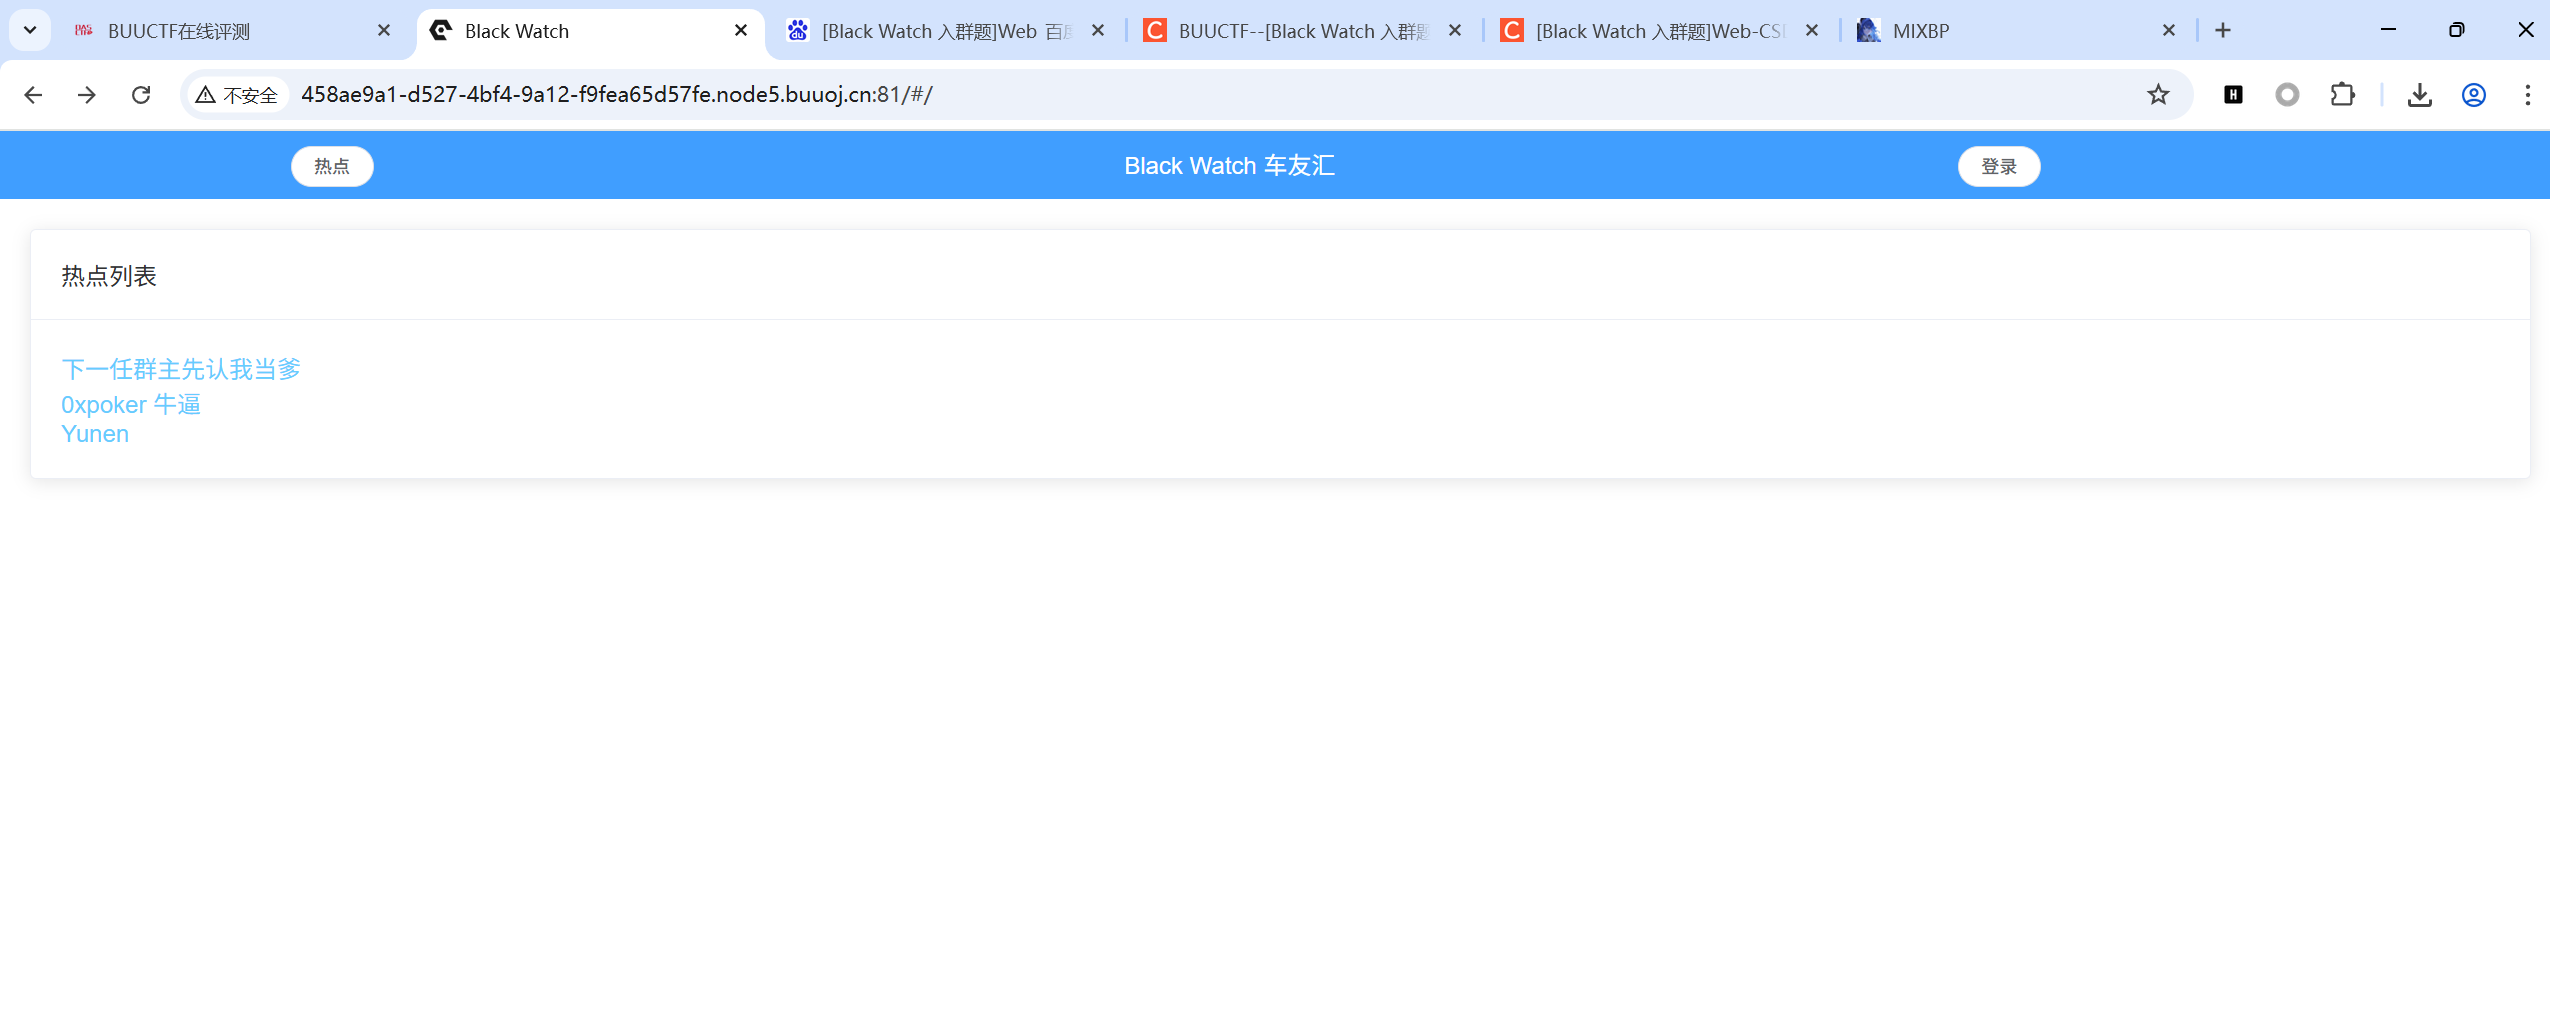 BUUCTF在线评测
Black Watch
[Black Watch 入群题]Web 百
BUUCTF--[Black Watch 入群题
[Black Watch 入群题]Web-CS
MIXBP
不安全
458ae9a1-d527-4bf4-9a12-f9fea65d57fe.node5.buuoj.cn:81/#/
热点
Black Watch 车友汇
登录
热点列表
下一任群主先认我当爹
0xpoker 牛逼
Yunen